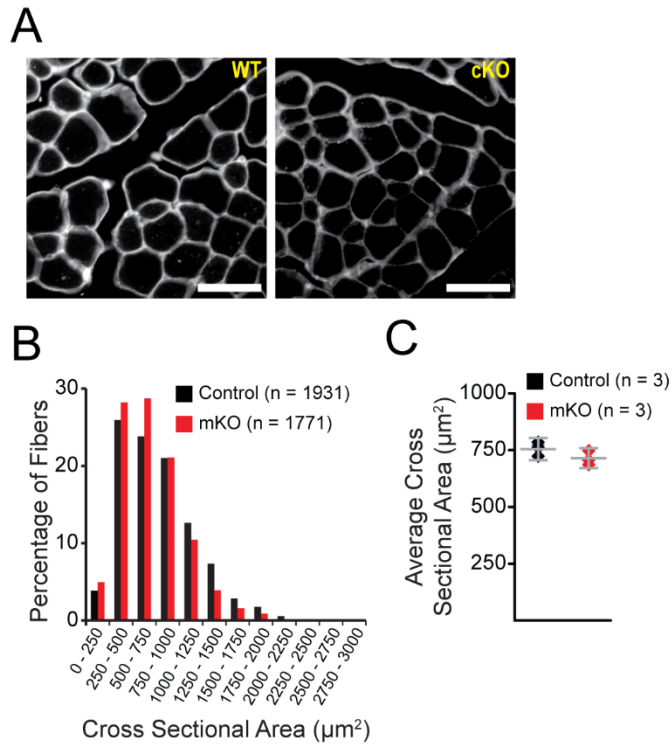 A
WT
cKO
B
Percentage of Fibers
30
20
10
0
Control (n = 1931)
mKO (n = 1771)
0 - 250
250 - 500
500 - 750
750 - 1000
1000 - 1250
1250 - 1500
1500 - 1750
1750 - 2000
2000 - 2250
2250 - 2500
2500 - 2750
2750 - 3000
Cross Sectional Area (µm²)
C
Control (n = 3)
mKO (n = 3)
Average Cross
Sectional Area (µm²)
1000
750
500
250